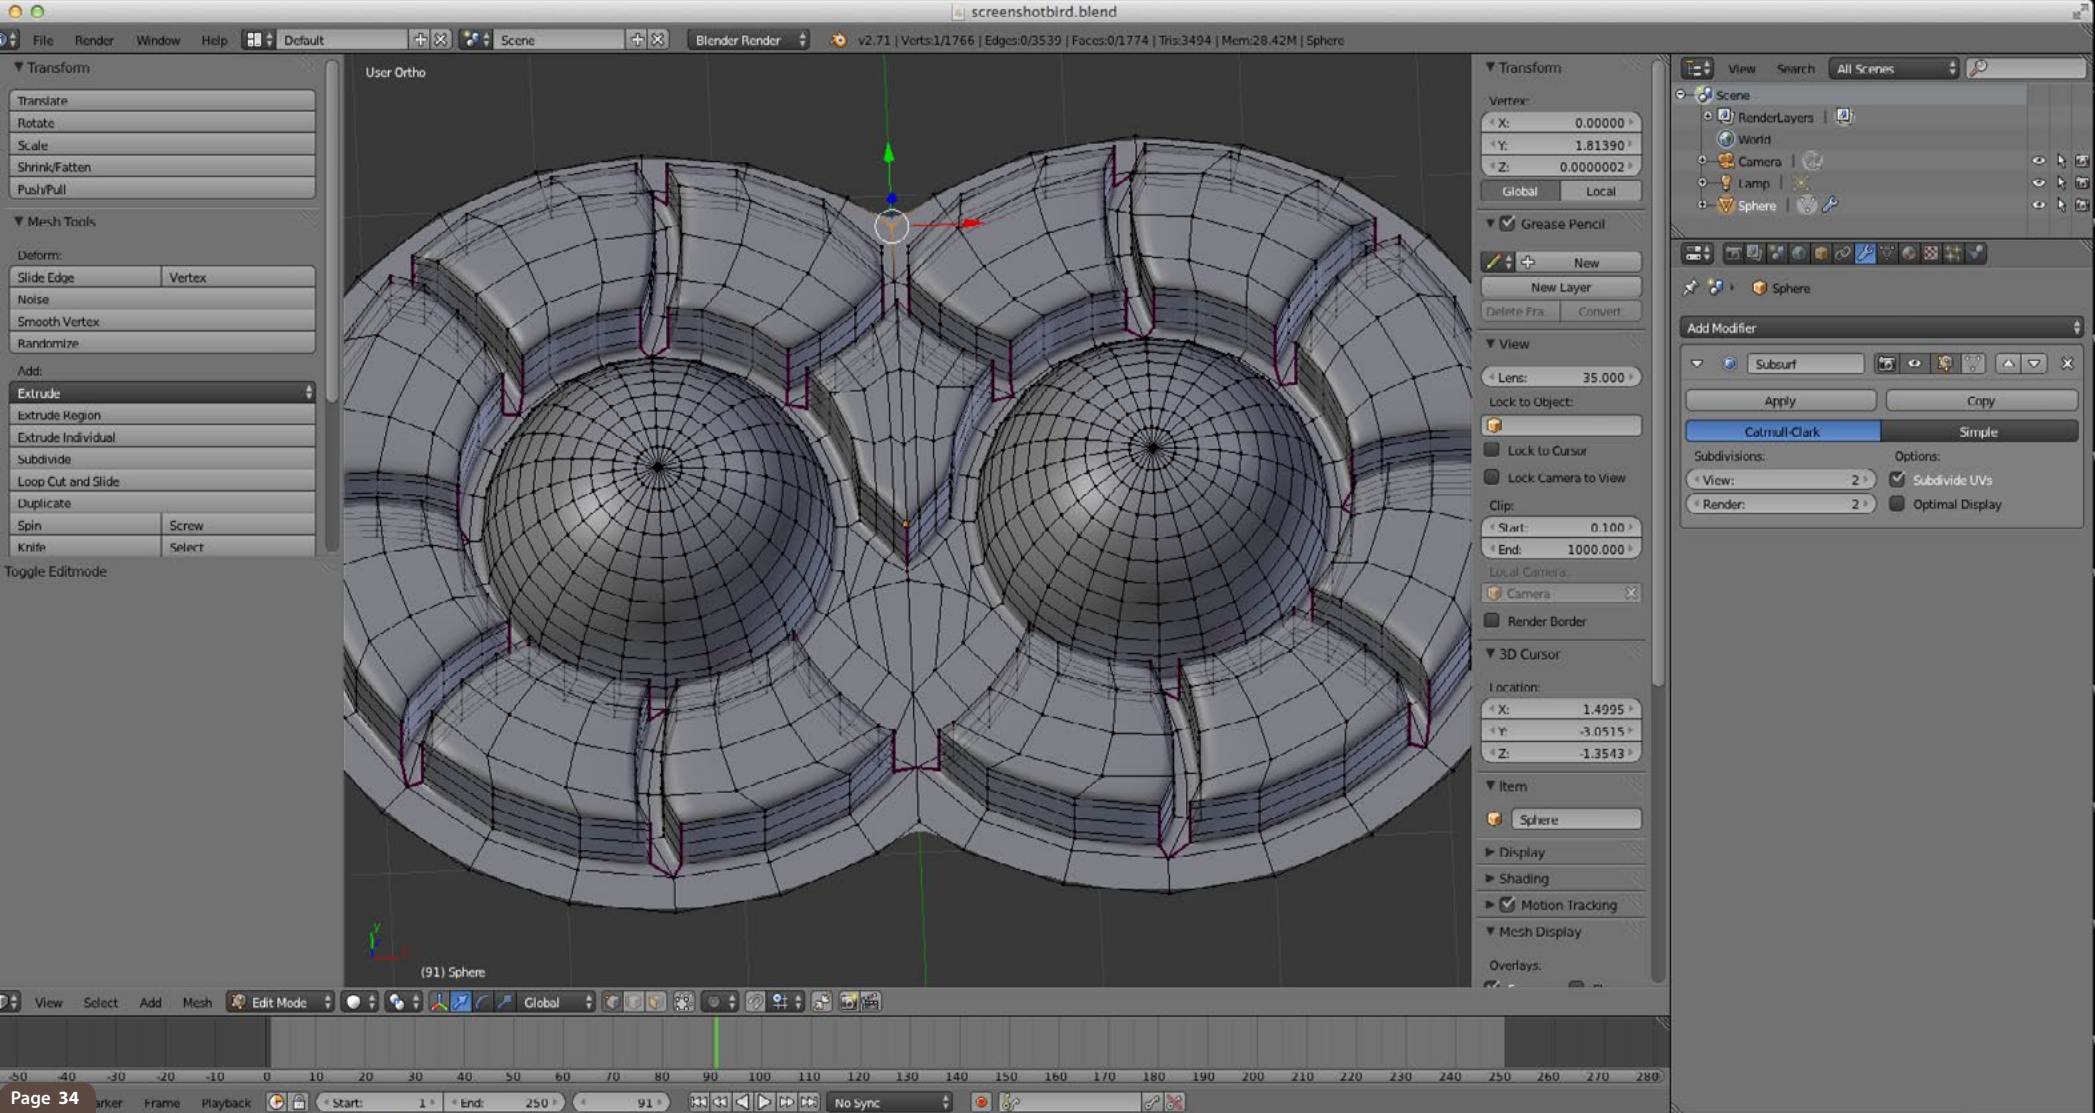 screenshotbird.blend
File Render Window Help Default Scene Blender Render v2.71 | Verts:1/1766 | Edges:0/3539 | Faces:0/1774 | Tris:3494 | Mem:28.42M | Sphere
Transform
Translate
Rotate
Scale
Shrink/Fatten
Push/Pull
Mesh Tools
Deform:
Slide Edge Vertex
Noise
Smooth Vertex
Randomize
Add:
Extrude
Extrude Region
Extrude Individual
Subdivide
Loop Cut and Slide
Duplicate
Spin Screw
Knife Select
Toggle Editmode
User Ortho
y
(91) Sphere
Transform
Vertex:
X: 0.00000
Y: 1.81390
Z: 0.0000002
Global Local
Grease Pencil
New
New Layer
Delete Fra... Convert
View
Lens: 35.000
Lock to Object:
Lock to Cursor
Lock Camera to View
Clip:
Start: 0.100
End: 1000.000
Local Camera:
Camera
Render Border
3D Cursor
Location:
X: 1.4995
Y: -3.0515
Z: -1.3543
Item
Sphere
Display
Shading
Motion Tracking
Mesh Display
Overlays:
View Search All Scenes
Scene
RenderLayers |
World
Camera |
Lamp |
Sphere |
Sphere
Add Modifier
Subsurf
Apply Copy
Catmull-Clark Simple
Subdivisions: Options:
View: 2 Subdivide UVs
Render: 2 Optimal Display
View Select Add Mesh Edit Mode Global
-50 -40 -30 -20 -10 0 10 20 30 40 50 60 70 80 90 100 110 120 130 140 150 160 170 180 190 200 210 220 230 240 250 260 270 280
Page 34
arker Frame Playback Start: 1 End: 250 91 No Sync